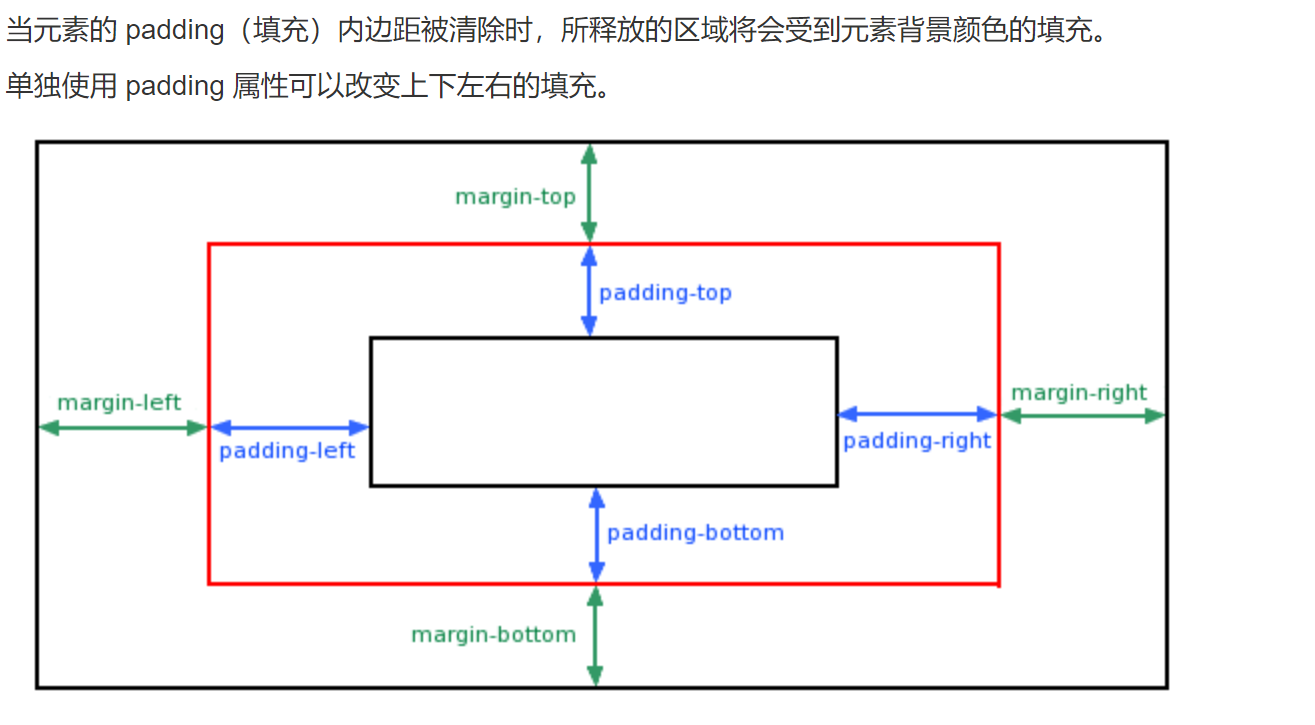 当元素的 padding（填充）内边距被清除时，所释放的区域将会受到元素背景颜色的填充。
单独使用 padding 属性可以改变上下左右的填充。
margin-top
padding-top
margin-left
margin-right
padding-left
padding-right
padding-bottom
margin-bottom